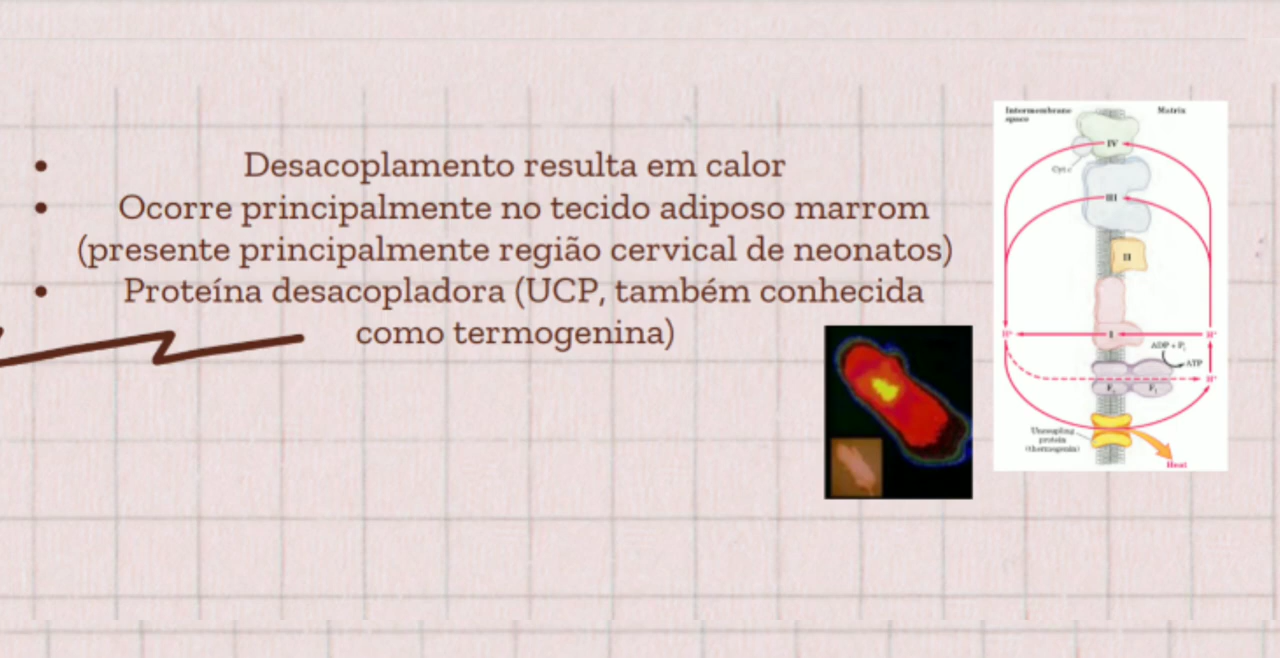 • Desacoplamento resulta em calor
• Ocorre principalmente no tecido adiposo marrom
(presente principalmente região cervical de neonatos)
• Proteína desacopladora (UCP, também conhecida
como termogenina)
Intermembrane
space
Matrix
IV
Cyt c
III
II
H⁺
I
H⁺
ADP + Pᵢ
ATP
H⁺
Uncoupling
protein
(thermogenin)
Heat